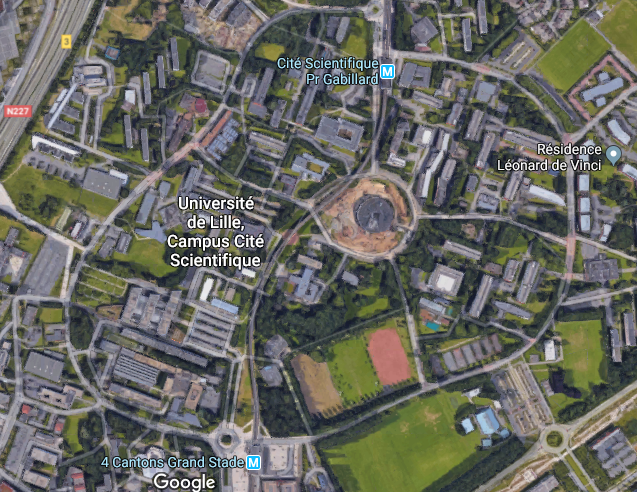 3
Cité Scientifique
Pr Gabillard
M
N227
Résidence
Léonard de Vinci
Université
de Lille,
Campus Cité
Scientifique
4 Cantons Grand Stade
M
Google